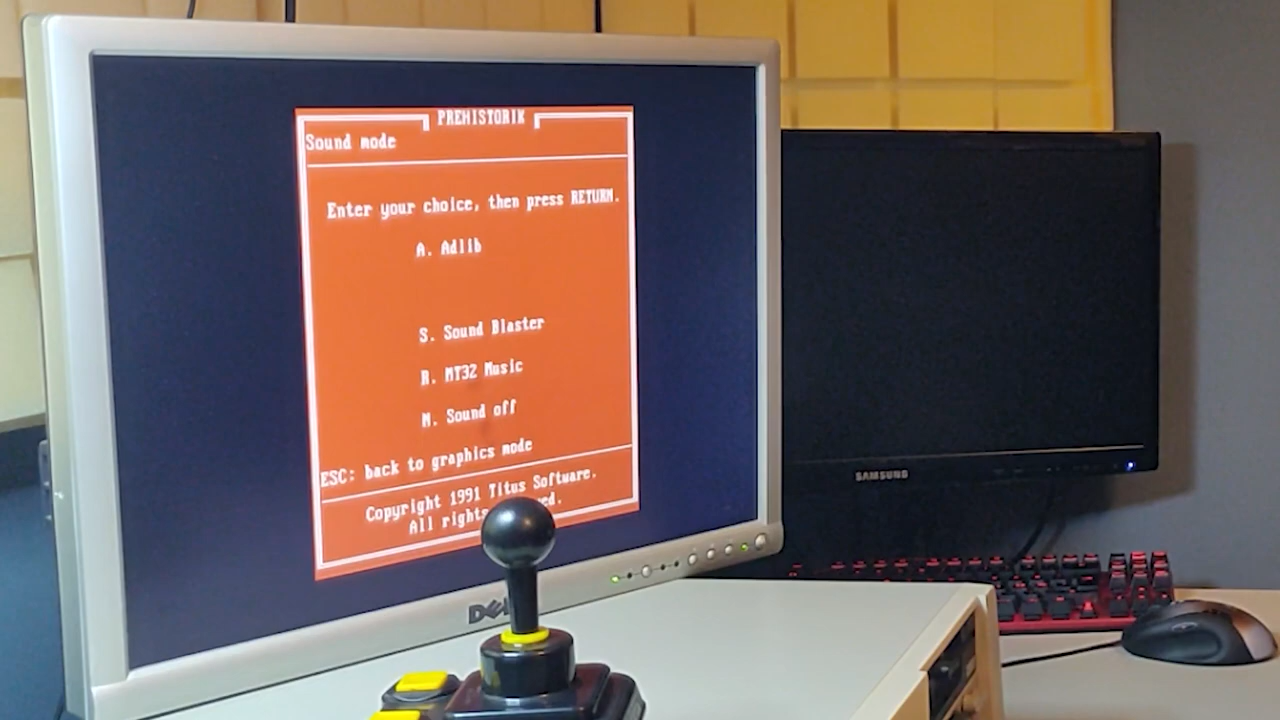 PREHISTORIK
Sound mode
Enter your choice, then press RETURN.
A. Adlib
S. Sound Blaster
R. MT32 Music
N. Sound off
ESC: back to graphics mode
Copyright 1991 Titus Software.
All rights
DELL
SAMSUNG